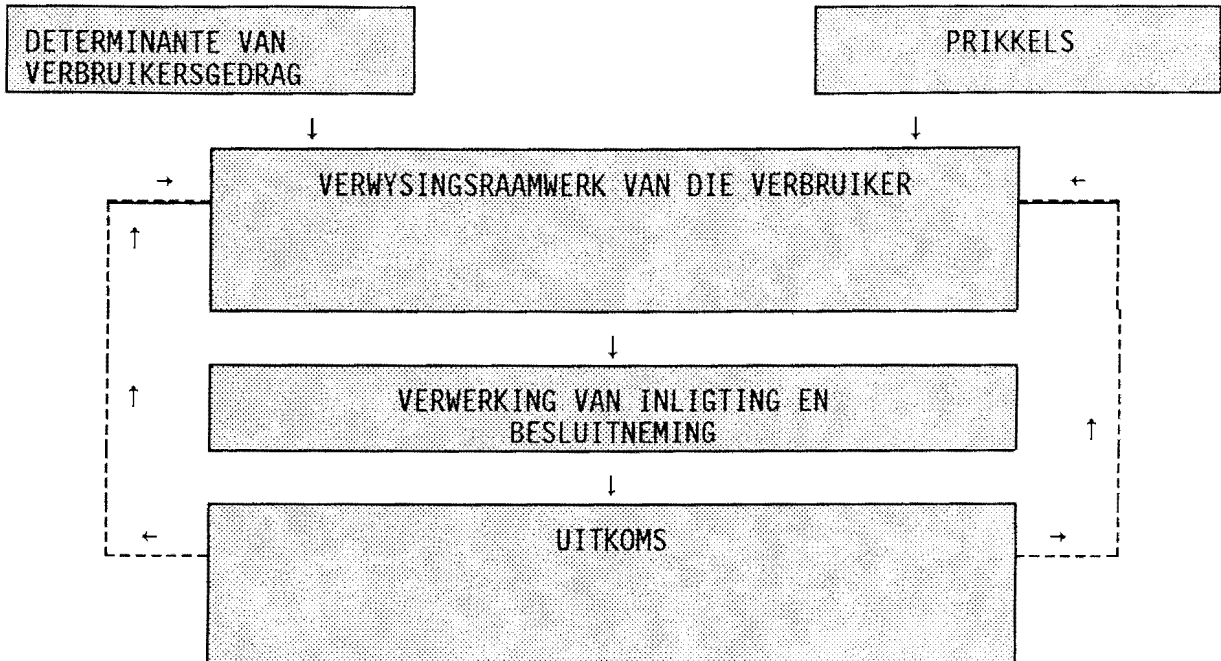 DETERMINANTE VAN
VERBRUIKERSGEDRAG
PRIKKELS
VERWYSINGSRAAMWERK VAN DIE VERBRUIKER
VERWERKING VAN INLIGTING EN
BESLUITNEMING
UITKOMS